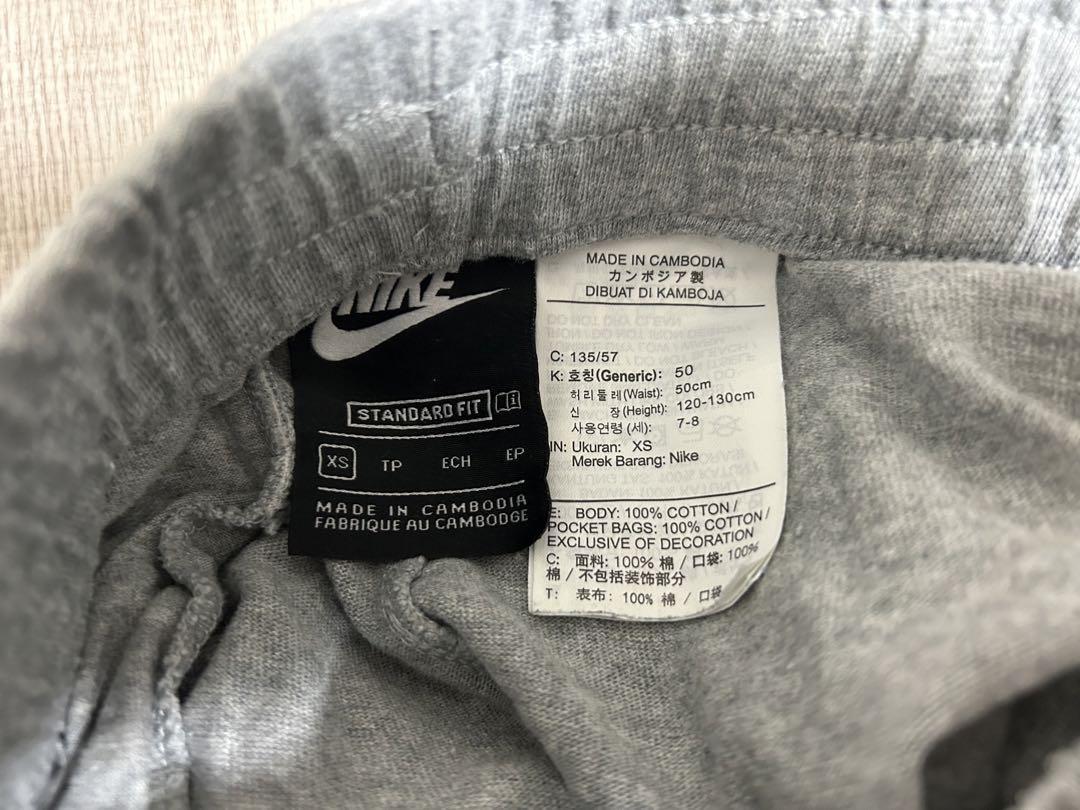 NIKE
STANDARD FIT
XS TP ECH EP
MADE IN CAMBODIA
FABRIQUE AU CAMBODGE
MADE IN CAMBODIA
カンボジア製
DIBUAT DI KAMBOJA
C: 135/57
K: 호칭(Generic): 50
허리둘레(Waist): 50cm
신 장(Height): 120-130cm
사용연령 (세): 7-8
IN: Ukuran: XS
Merek Barang: Nike
E: BODY: 100% COTTON /
POCKET BAGS: 100% COTTON /
EXCLUSIVE OF DECORATION
C: 面料: 100% 棉 / 口袋: 100%
棉 / 不包括装饰部分
T: 表布: 100% 棉 / 口袋